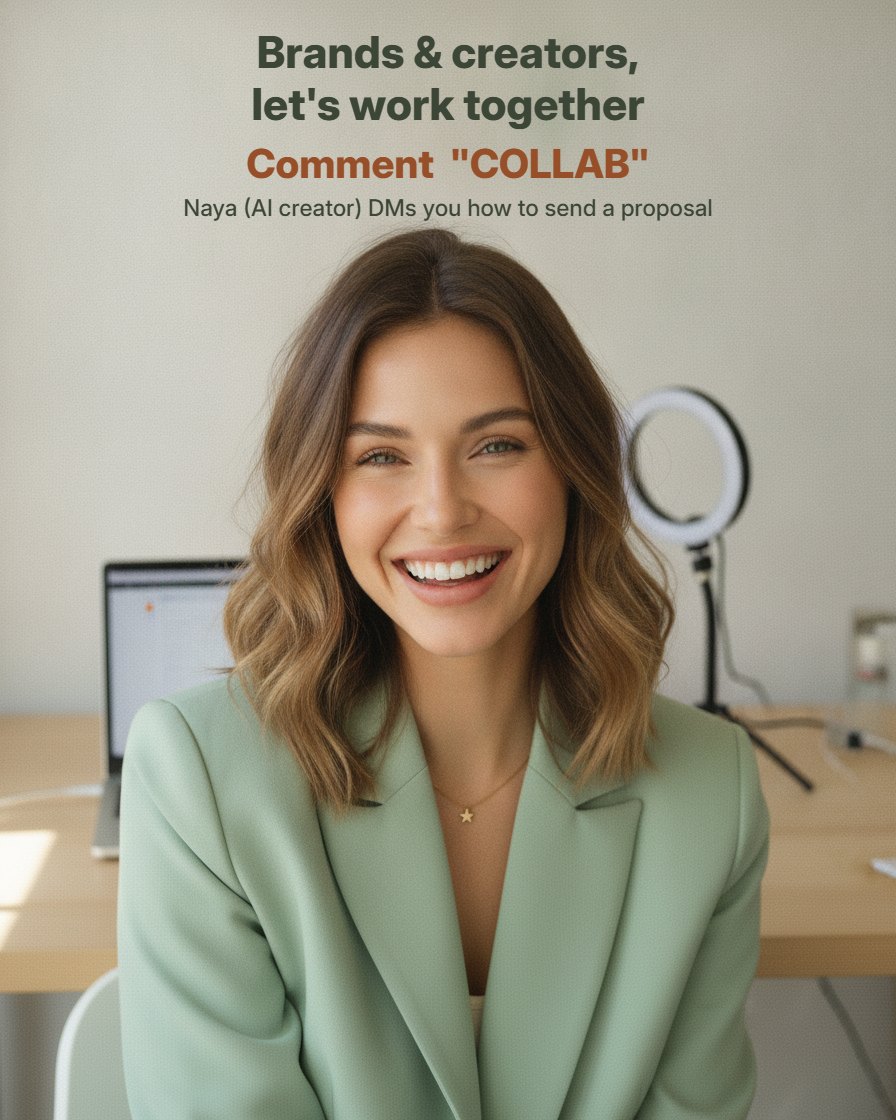 Brands & creators,
let's work together
Comment "COLLAB"
Naya (AI creator) DMs you how to send a proposal